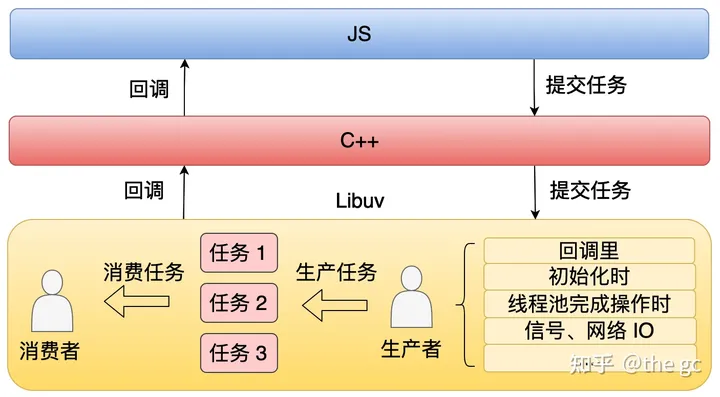 JS
回调
提交任务
C++
回调
提交任务
Libuv
消费任务
消费者
任务 1
任务 2
任务 3
生产任务
生产者
回调里
初始化时
线程池完成操作时
信号、网络 IO
...
知乎 @the gc